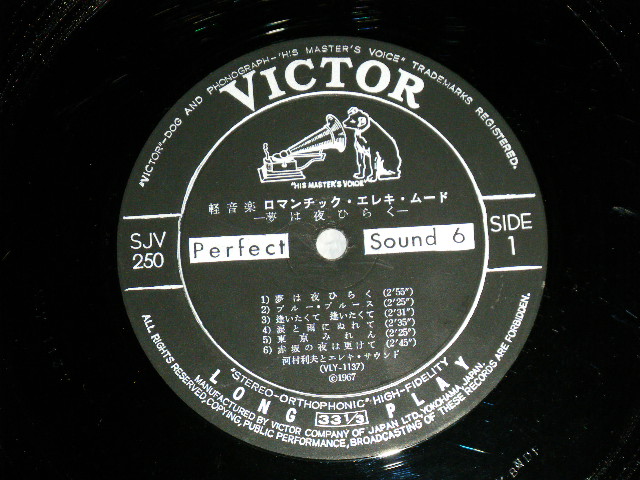 "VICTOR"—DOG AND PHONOGRAPH—"HIS MASTER'S VOICE" TRADEMARKS REGISTERED.
VICTOR
"HIS MASTER'S VOICE"
軽音楽 ロマンチック・エレキ・ムード
—夢は夜ひらく—
SJV
250
Perfect Sound 6
SIDE
1
1) 夢は夜ひらく (2'55")
2) ブルー・ブルース (2'25")
3) 逢いたくて 逢いたくて (2'31")
4) 涙と雨にぬれて (2'35")
5) 東京みれん (2'25")
6) 赤坂の夜は更けて (2'45")
河村利夫とエレキ・サウンド
(VLY-1137)
©1967
"STEREO-ORTHOPHONIC" HIGH-FIDELITY
LONG 33 1/3 PLAY
MANUFACTURED BY VICTOR COMPANY OF JAPAN LTD. YOKOHAMA, JAPAN.
ALL RIGHTS RESERVED, COPYING, PUBLIC PERFORMANCE, BROADCASTING OF THESE RECORDS ARE FORBIDDEN.